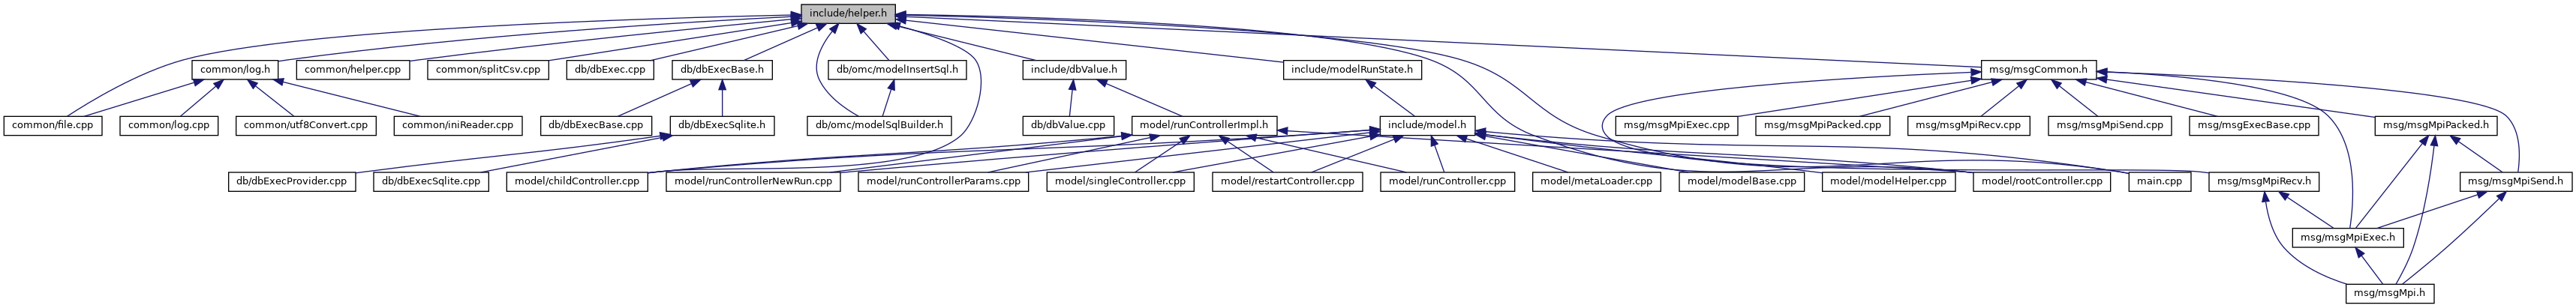 include/helper.h
common/log.h
common/helper.cpp
common/splitCsv.cpp
db/dbExec.cpp
db/dbExecBase.h
db/omc/modelInsertSql.h
include/dbValue.h
include/modelRunState.h
msg/msgCommon.h
common/file.cpp
common/log.cpp
common/utf8Convert.cpp
common/iniReader.cpp
db/dbExecBase.cpp
db/dbExecSqlite.h
db/omc/modelSqlBuilder.h
db/dbValue.cpp
model/runControllerImpl.h
include/model.h
msg/msgMpiExec.cpp
msg/msgMpiPacked.cpp
msg/msgMpiRecv.cpp
msg/msgMpiSend.cpp
msg/msgExecBase.cpp
msg/msgMpiPacked.h
db/dbExecProvider.cpp
db/dbExecSqlite.cpp
model/childController.cpp
model/runControllerNewRun.cpp
model/runControllerParams.cpp
model/singleController.cpp
model/restartController.cpp
model/runController.cpp
model/metaLoader.cpp
model/modelBase.cpp
model/modelHelper.cpp
model/rootController.cpp
main.cpp
msg/msgMpiRecv.h
msg/msgMpiSend.h
msg/msgMpiExec.h
msg/msgMpi.h